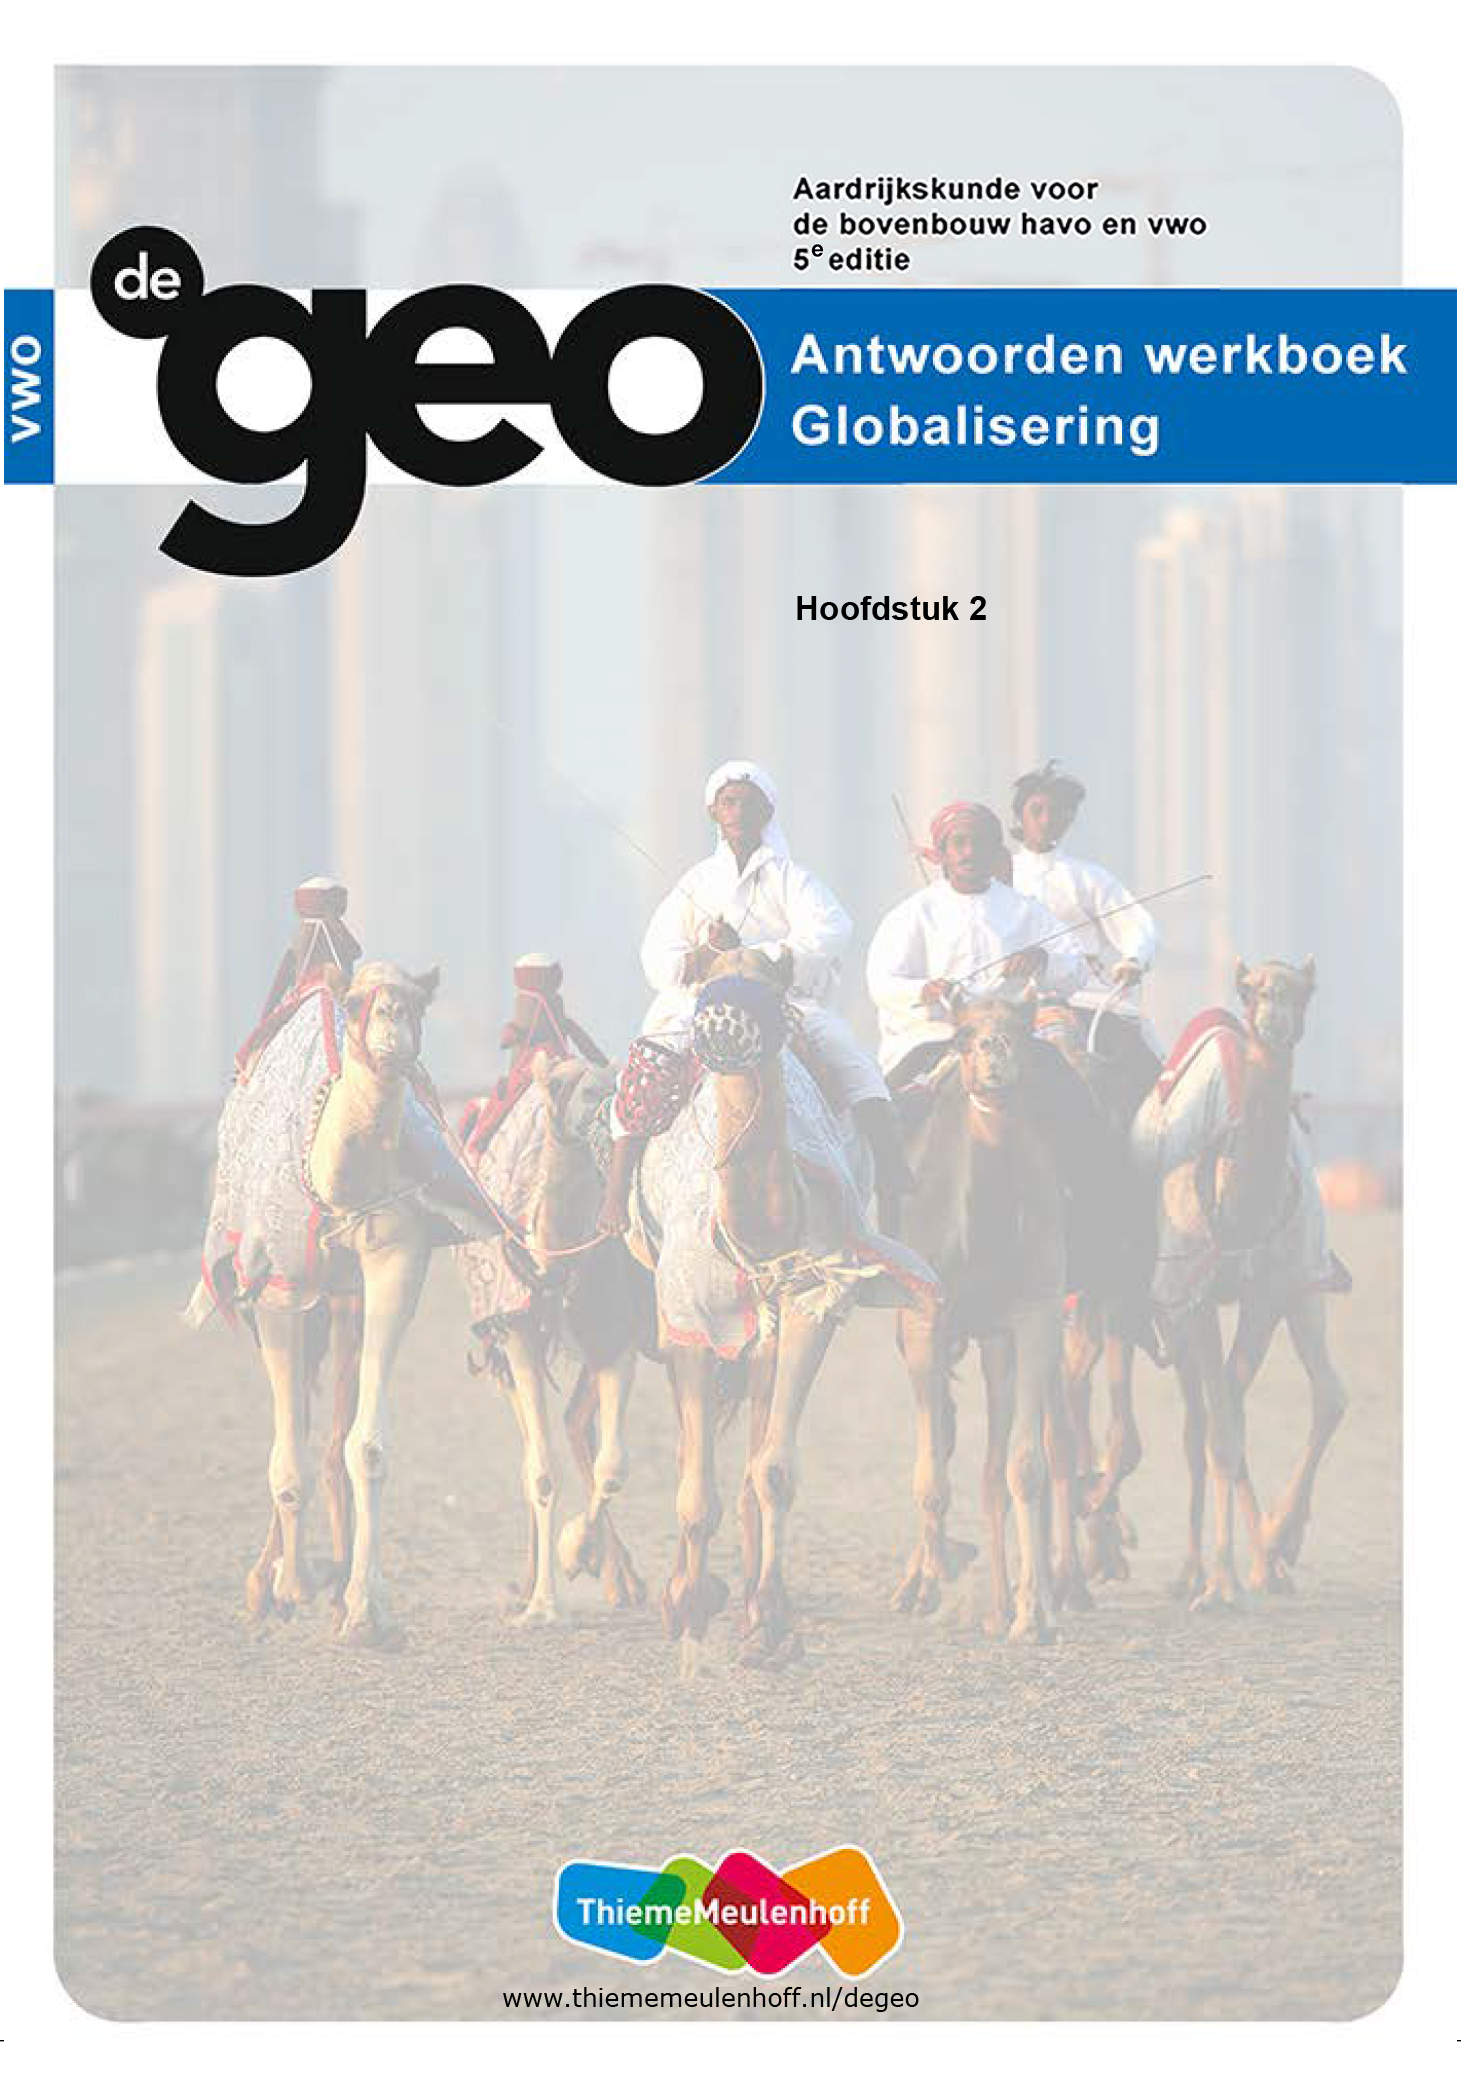 Aardrijkskunde voor
de bovenbouw havo en vwo
5e editie
vwo
de
geo
Antwoorden werkboek
Globalisering
Hoofdstuk 2
ThiemeMeulenhoff
www.thiememeulenhoff.nl/degeo